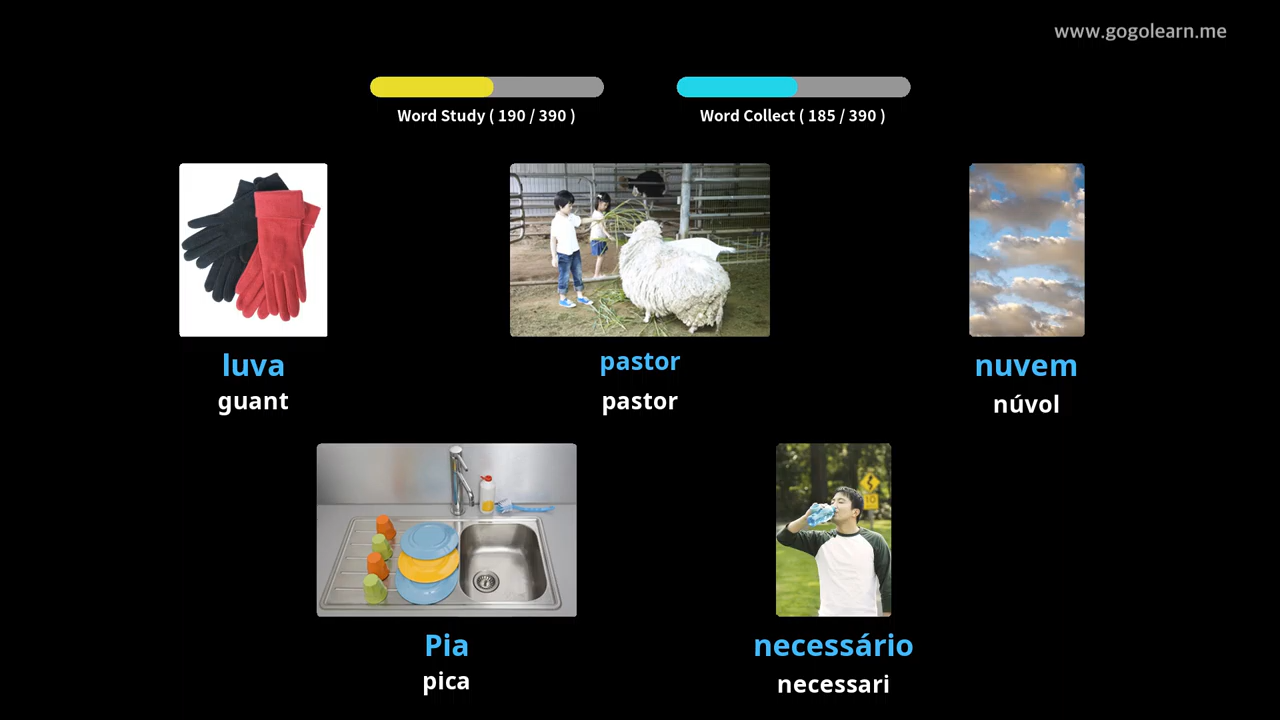 www.gogolearn.me
Word Study ( 190 / 390 )
Word Collect ( 185 / 390 )
luva
guant
pastor
pastor
nuvem
núvol
Pia
pica
necessário
necessari